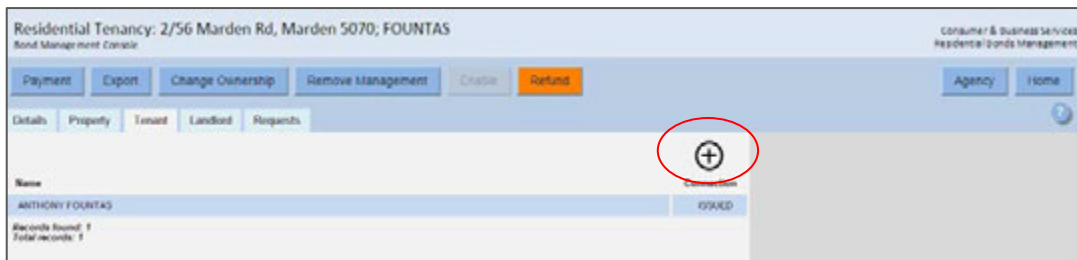 Residential Tenancy: 2/56 Marden Rd, Marden 5070; FOUNTAS
Bond Management Console
Consumer & Business Services
Residential Bonds Management
Payment Export Change Ownership Remove Management Enable Refund Agency Home
Details Property Tenant Landlord Requests ?
Name Connection
ANTHONY FOUNTAS ISSUED
Records found: 1
Total records: 1